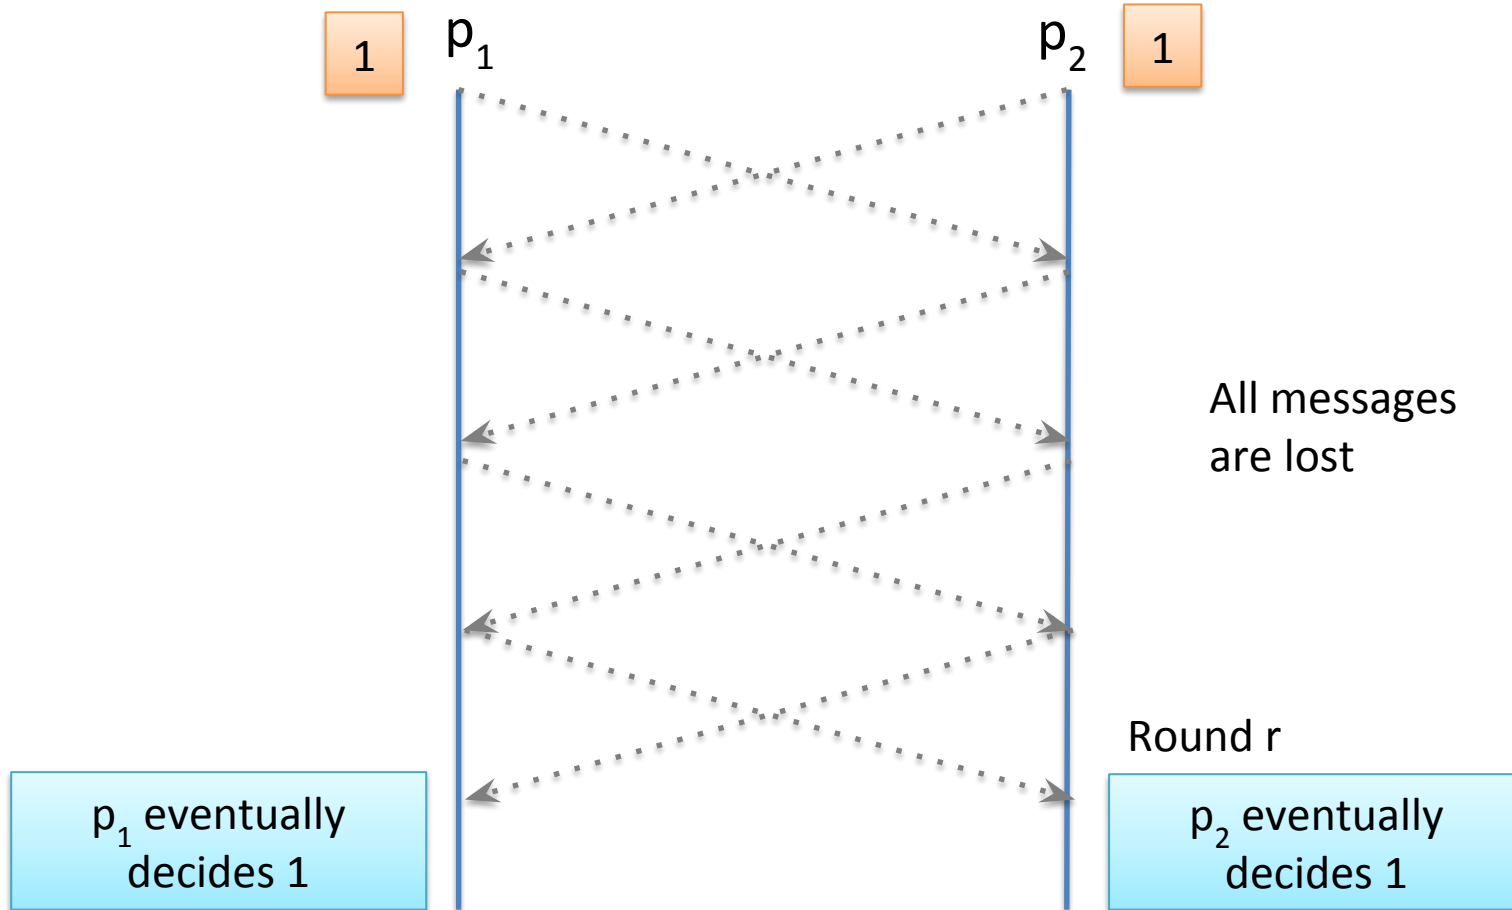 1
p₁
p₂
1
All messages
are lost
Round r
p₁ eventually
decides 1
p₂ eventually
decides 1